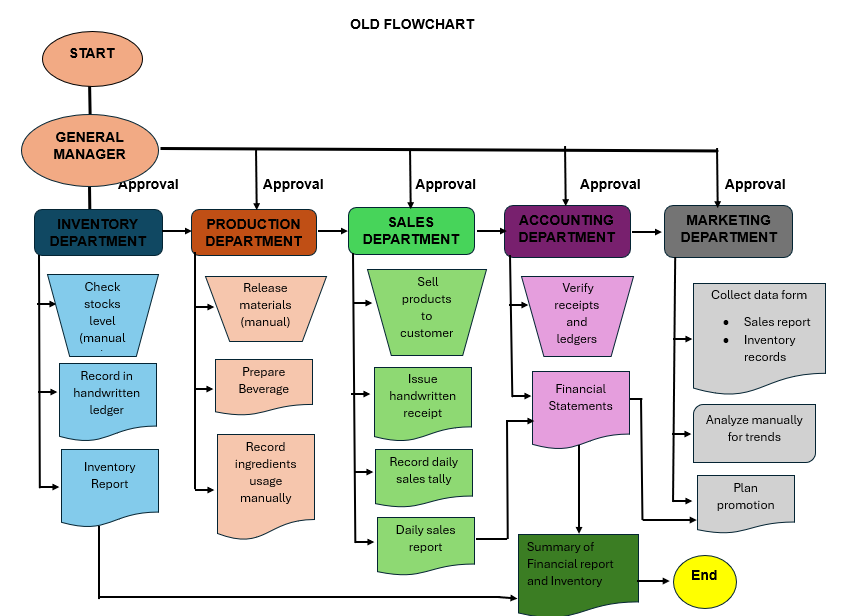 OLD FLOWCHART
START
GENERAL
MANAGER
Approval
Approval
Approval
Approval
Approval
INVENTORY
DEPARTMENT
PRODUCTION
DEPARTMENT
SALES
DEPARTMENT
ACCOUNTING
DEPARTMENT
MARKETING
DEPARTMENT
Check
stocks
level
(manual
Record in
handwritten
ledger
Inventory
Report
Release
materials
(manual)
Prepare
Beverage
Record
ingredients
usage
manually
Sell
products
to
customer
Issue
handwritten
receipt
Record daily
sales tally
Daily sales
report
Verify
receipts
and
ledgers
Financial
Statements
Summary of
Financial report
and Inventory
Collect data form
• Sales report
• Inventory
records
Analyze manually
for trends
Plan
promotion
End